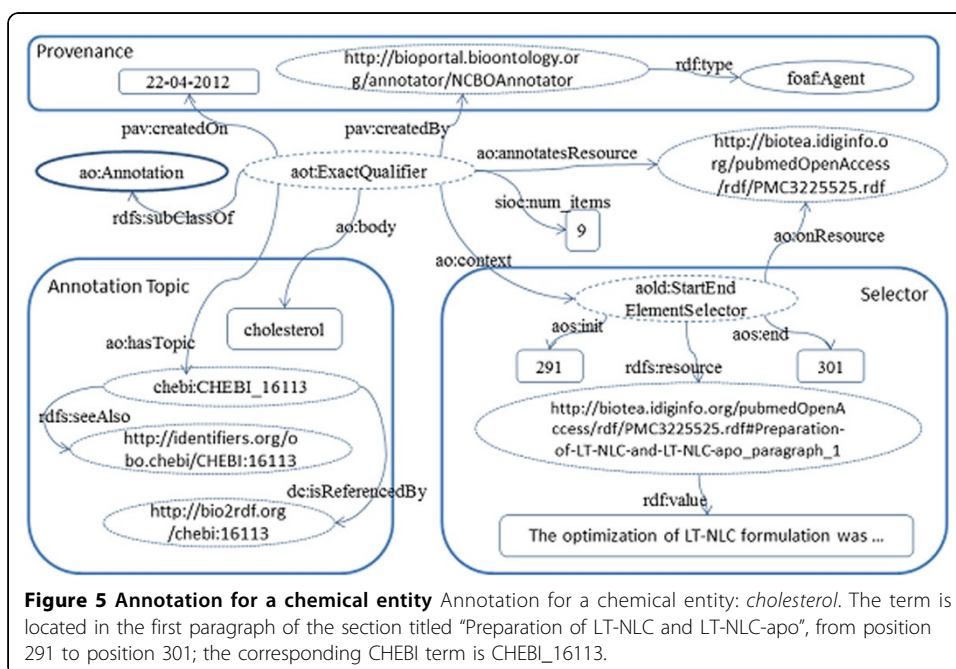 Provenance
22-04-2012
http://bioportal.bioontology.or
g/annotator/NCBOAnnotator
rdf:type
foaf:Agent
pav:createdOn
pav:createdBy
ao:Annotation
aot:ExactQualifier
ao:annotatesResource
http://biotea.idiginfo.o
rg/pubmedOpenAccess
/rdf/PMC3225525.rdf
rdfs:subClassOf
sioc:num_items
9
ao:body
ao:context
ao:onResource
Annotation Topic
cholesterol
ao:hasTopic
chebi:CHEBI_16113
rdfs:seeAlso
http://identifiers.org/o
bo.chebi/CHEBI:16113
dc:isReferencedBy
http://bio2rdf.org
/chebi:16113
aold:StartEnd
ElementSelector
Selector
aos:init
aos:end
291
rdfs:resource
301
http://biotea.idiginfo.org/pubmedOpenA
ccess/rdf/PMC3225525.rdf#Preparation-
of-LT-NLC-and-LT-NLC-apo_paragraph_1
rdf:value
The optimization of LT-NLC formulation was ...
Figure 5 Annotation for a chemical entity Annotation for a chemical entity: cholesterol. The term is
located in the first paragraph of the section titled "Preparation of LT-NLC and LT-NLC-apo", from position
291 to position 301; the corresponding CHEBI term is CHEBI_16113.